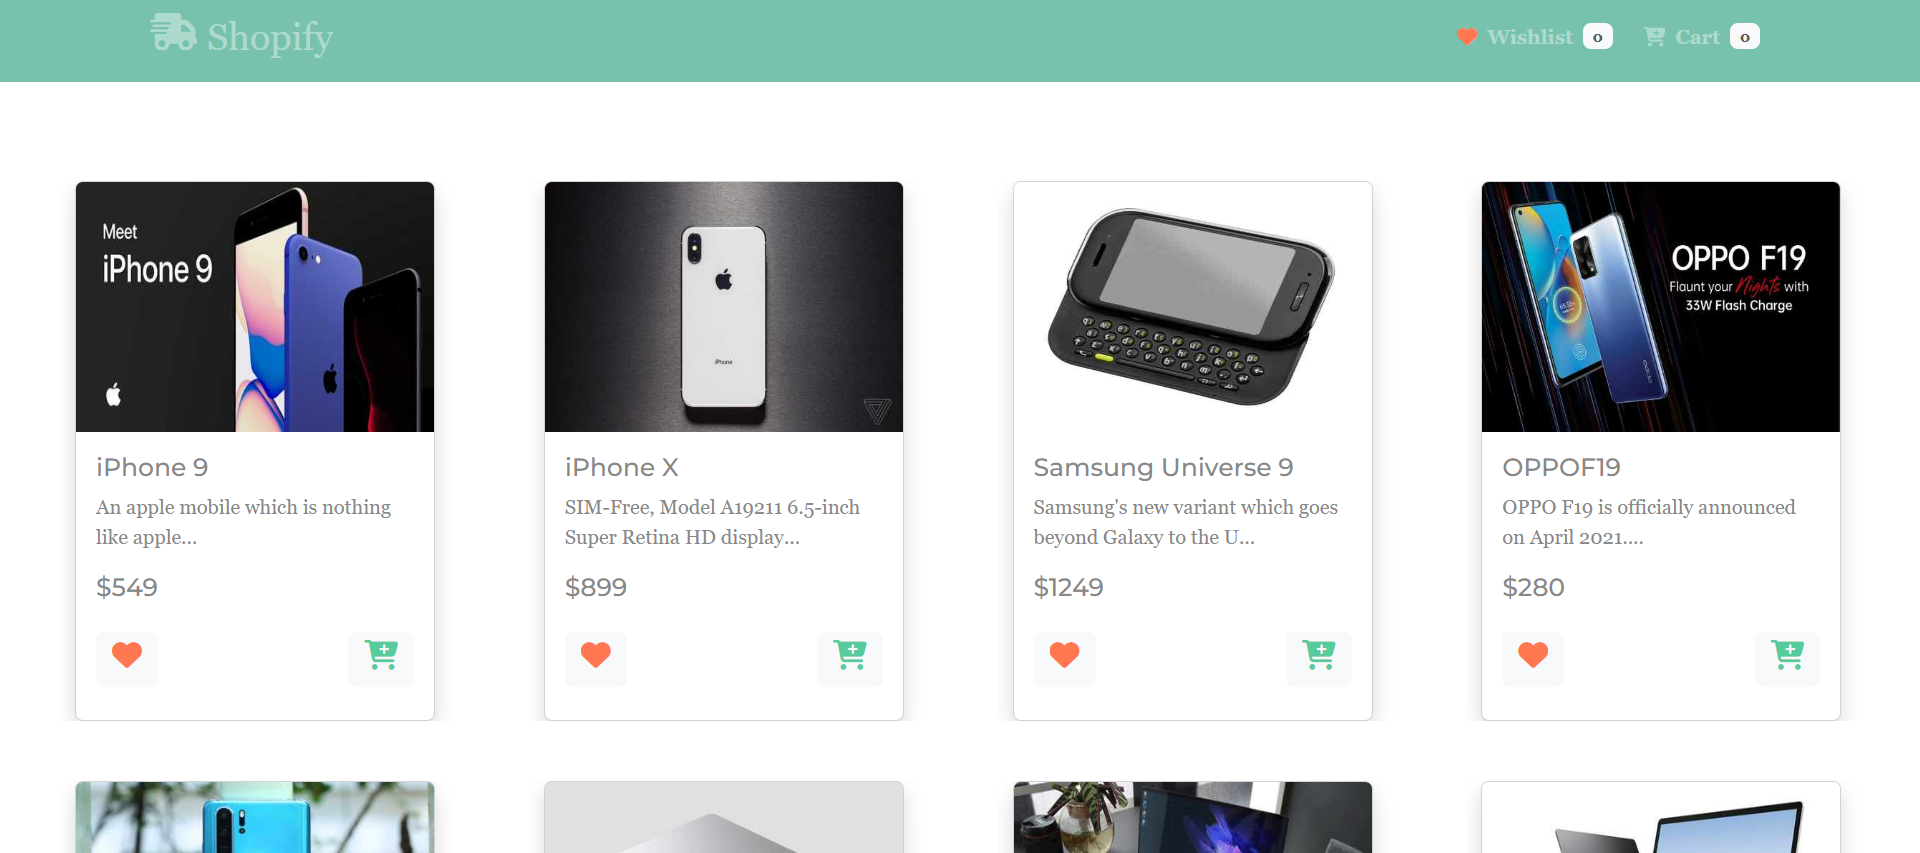 Shopify
Wishlist 0
Cart 0
Meet
iPhone 9
iPhone
OPPO F19
Flaunt your Nights with
33W Flash Charge
iPhone 9
An apple mobile which is nothing
like apple...
$549
iPhone X
SIM-Free, Model A19211 6.5-inch
Super Retina HD display...
$899
Samsung Universe 9
Samsung's new variant which goes
beyond Galaxy to the U...
$1249
OPPOF19
OPPO F19 is officially announced
on April 2021....
$280